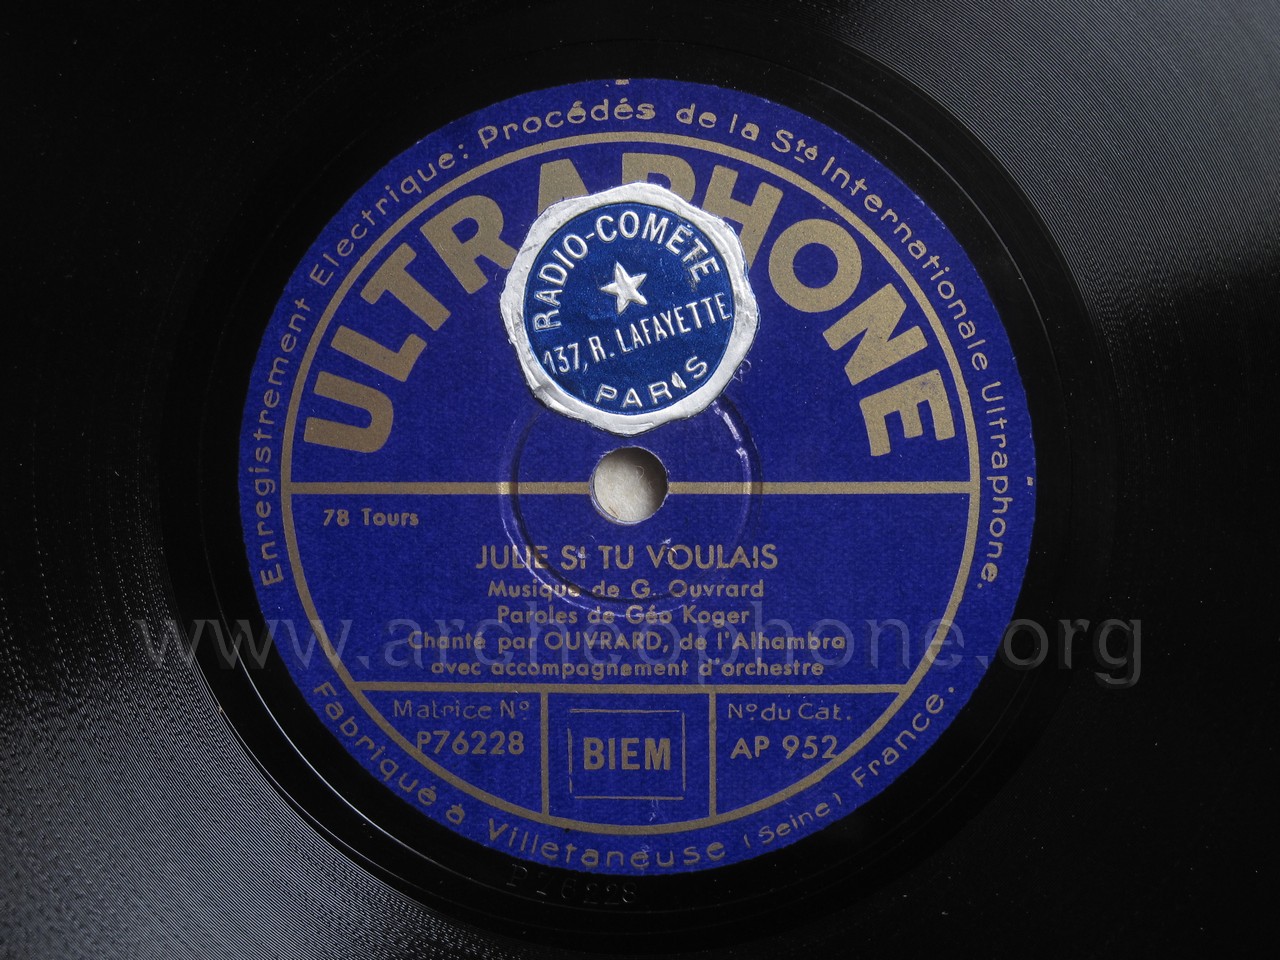 Enregistrement Electrique: Procédés de la Sté Internationale Ultraphone.
ULTRAPHONE
RADIO-COMÈTE
137, R. LAFAYETTE
PARIS
78 Tours
JULIE SI TU VOULAIS
Musique de G. Ouvrard
Paroles de Géo Koger
www.archeophone.org
Chanté par OUVRARD, de l'Alhambra
avec accompagnement d'orchestre
Matrice Nº
P76228
BIEM
Nº du Cat.
AP 952
Fabriqué à Villetaneuse (Seine) France.
P76228